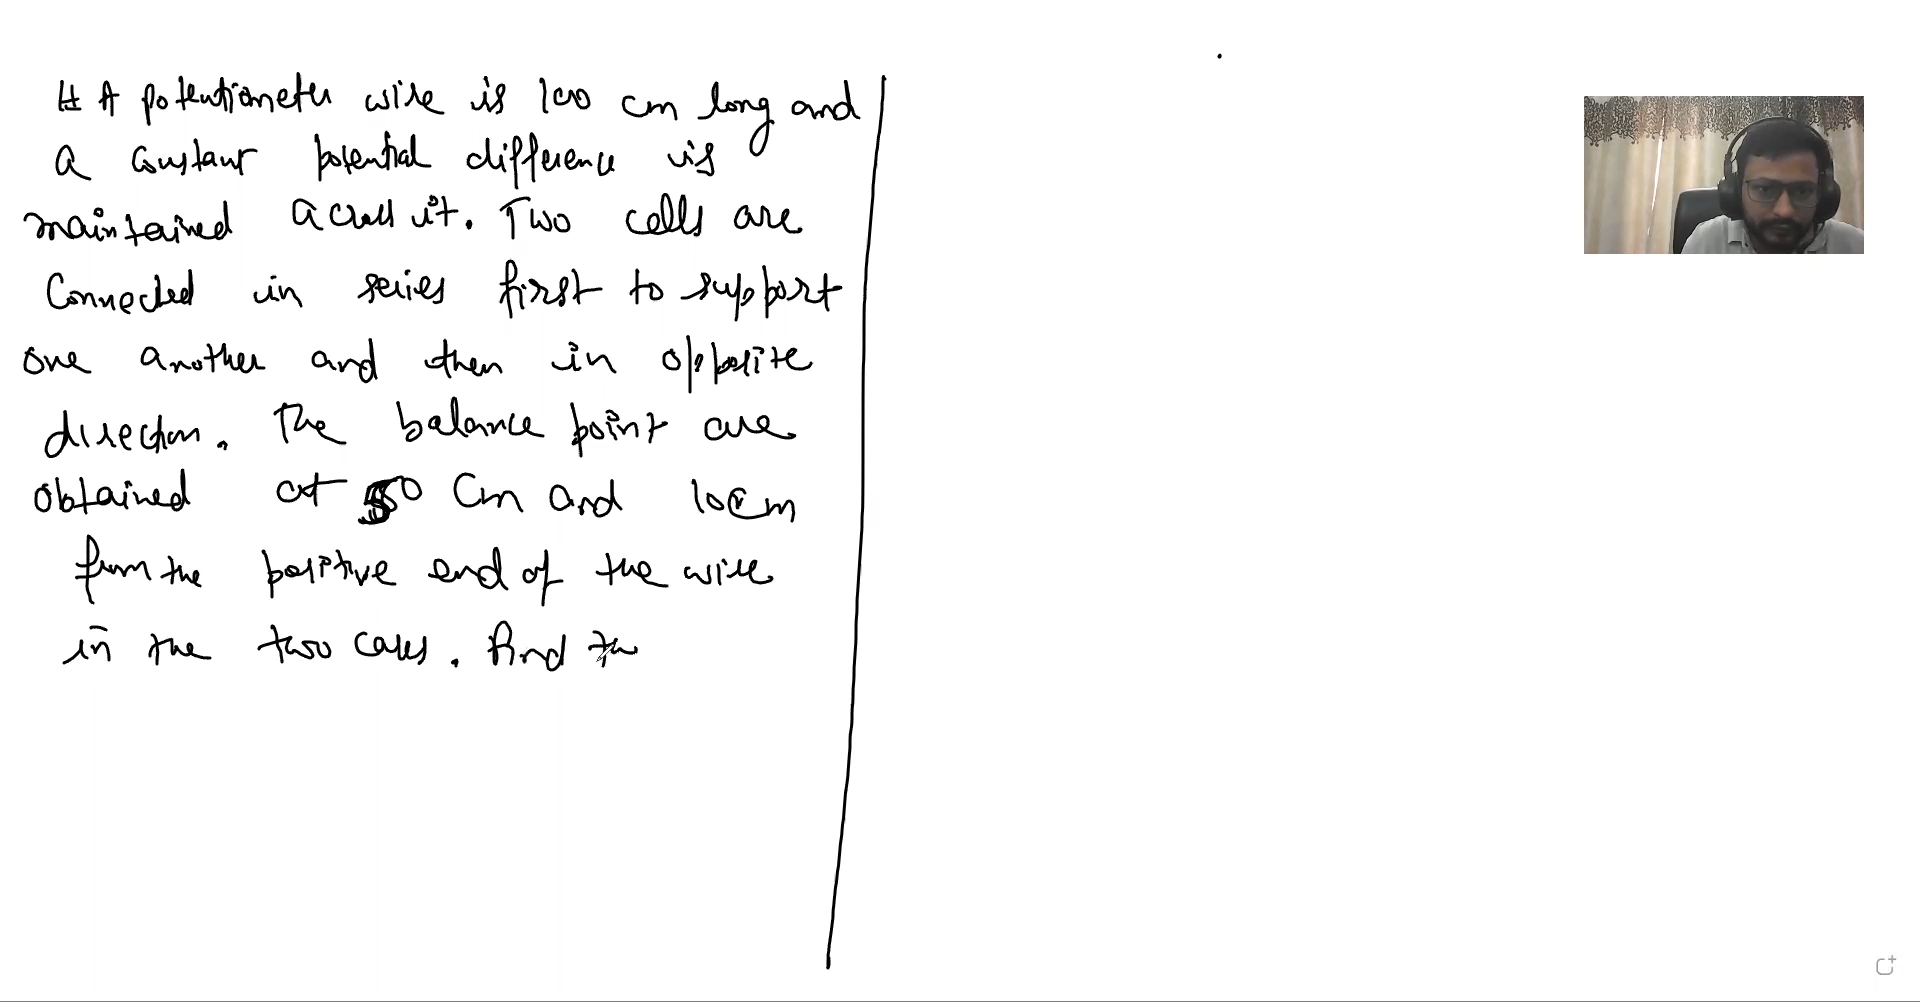 # A potentiometer wire is 100 cm long and
a constant potential difference is
maintained across it. Two cells are
Connected in series first to support
one another and then in opposite
direction. The balance point are
obtained at 50 cm and 10cm
from the positive end of the wire
in the two cases. Find the